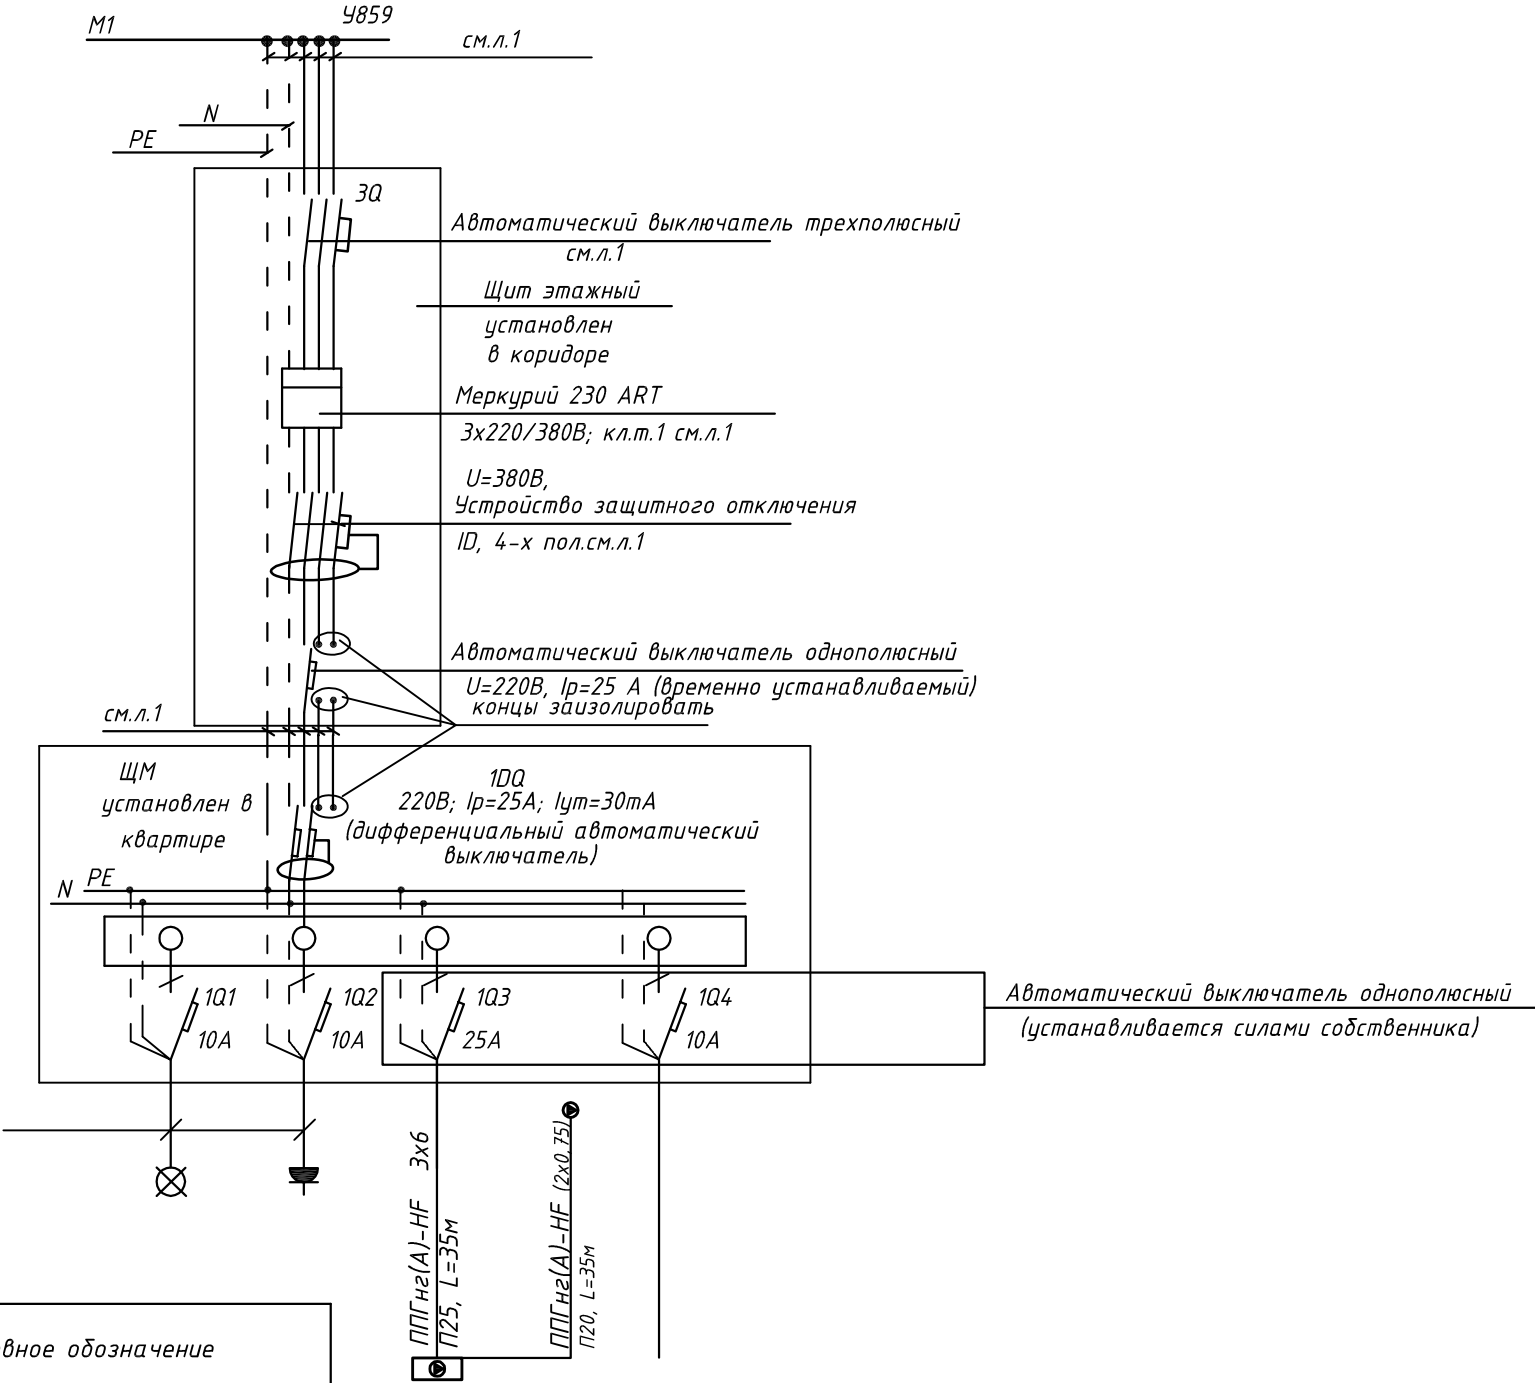 М1
У859
см.л.1
N
PE
3Q
Автоматический выключатель трехполюсный
см.л.1
Щит этажный
установлен
в коридоре
Меркурий 230 ART
3х220/380В; кл.т.1 см.л.1
U=380В,
Устройство защитного отключения
ID, 4-х пол.см.л.1
Автоматический выключатель однополюсный
U=220В, Iр=25 А (временно устанавливаемый)
концы заизолировать
см.л.1
ЩМ
установлен в
квартире
1DQ
220В; Iр=25А; Iут=30mA
(дифференциальный автоматический
выключатель)
PE
N
1Q1
10А
1Q2
10А
1Q3
25А
1Q4
10А
Автоматический выключатель однополюсный
(устанавливается силами собственника)
ППГнг(А)-HF 3х6
П25, L=35м
ППГнг(А)-HF (2х0,75)
П20, L=35м
вное обозначение